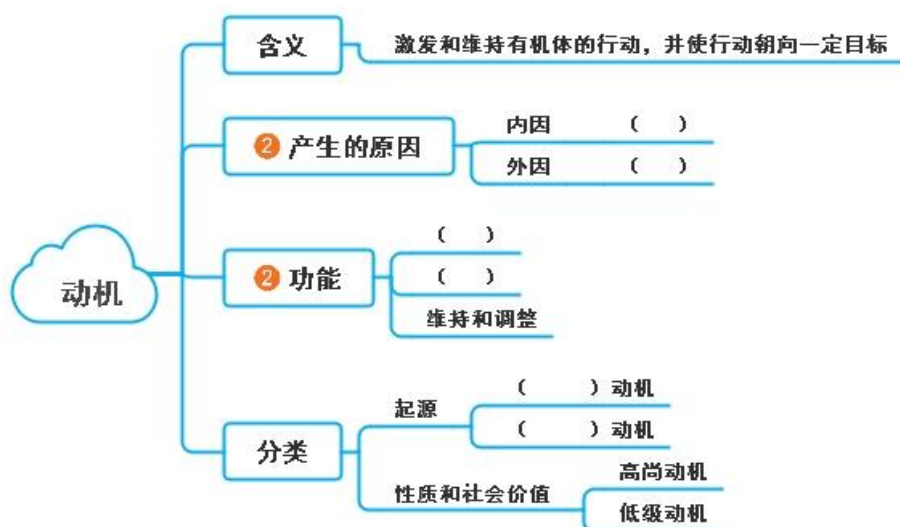 含义
激发和维持有机体的行动，并使行动朝向一定目标
2 产生的原因
内因 （ ）
外因 （ ）
动机
2 功能
（ ）
（ ）
维持和调整
分类
起源
（ ）动机
（ ）动机
性质和社会价值
高尚动机
低级动机